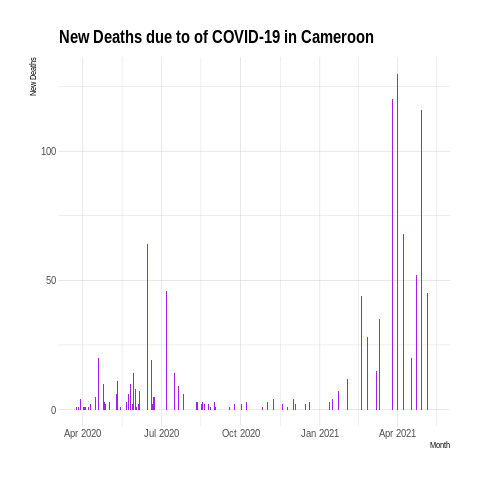 New Deaths due to of COVID-19 in Cameroon
New Deaths
100
50
0
Apr 2020 Jul 2020 Oct 2020 Jan 2021 Apr 2021
Month